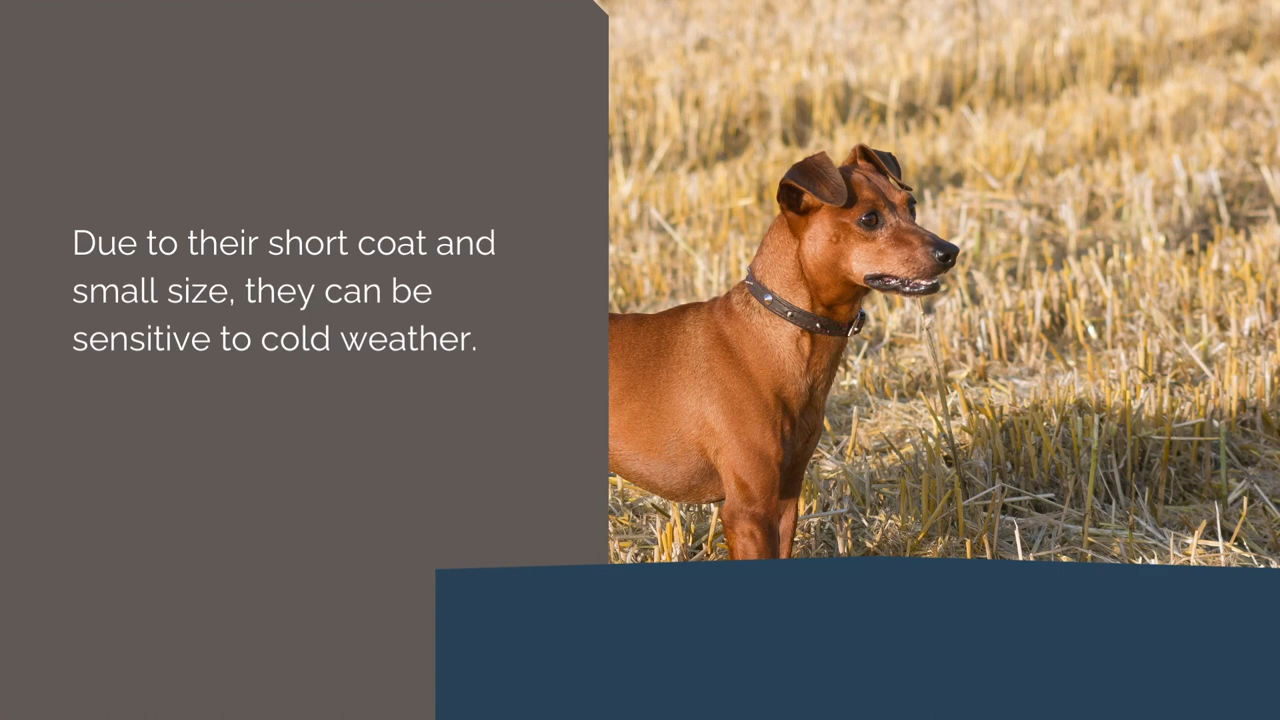 Due to their short coat and
small size, they can be
sensitive to cold weather.